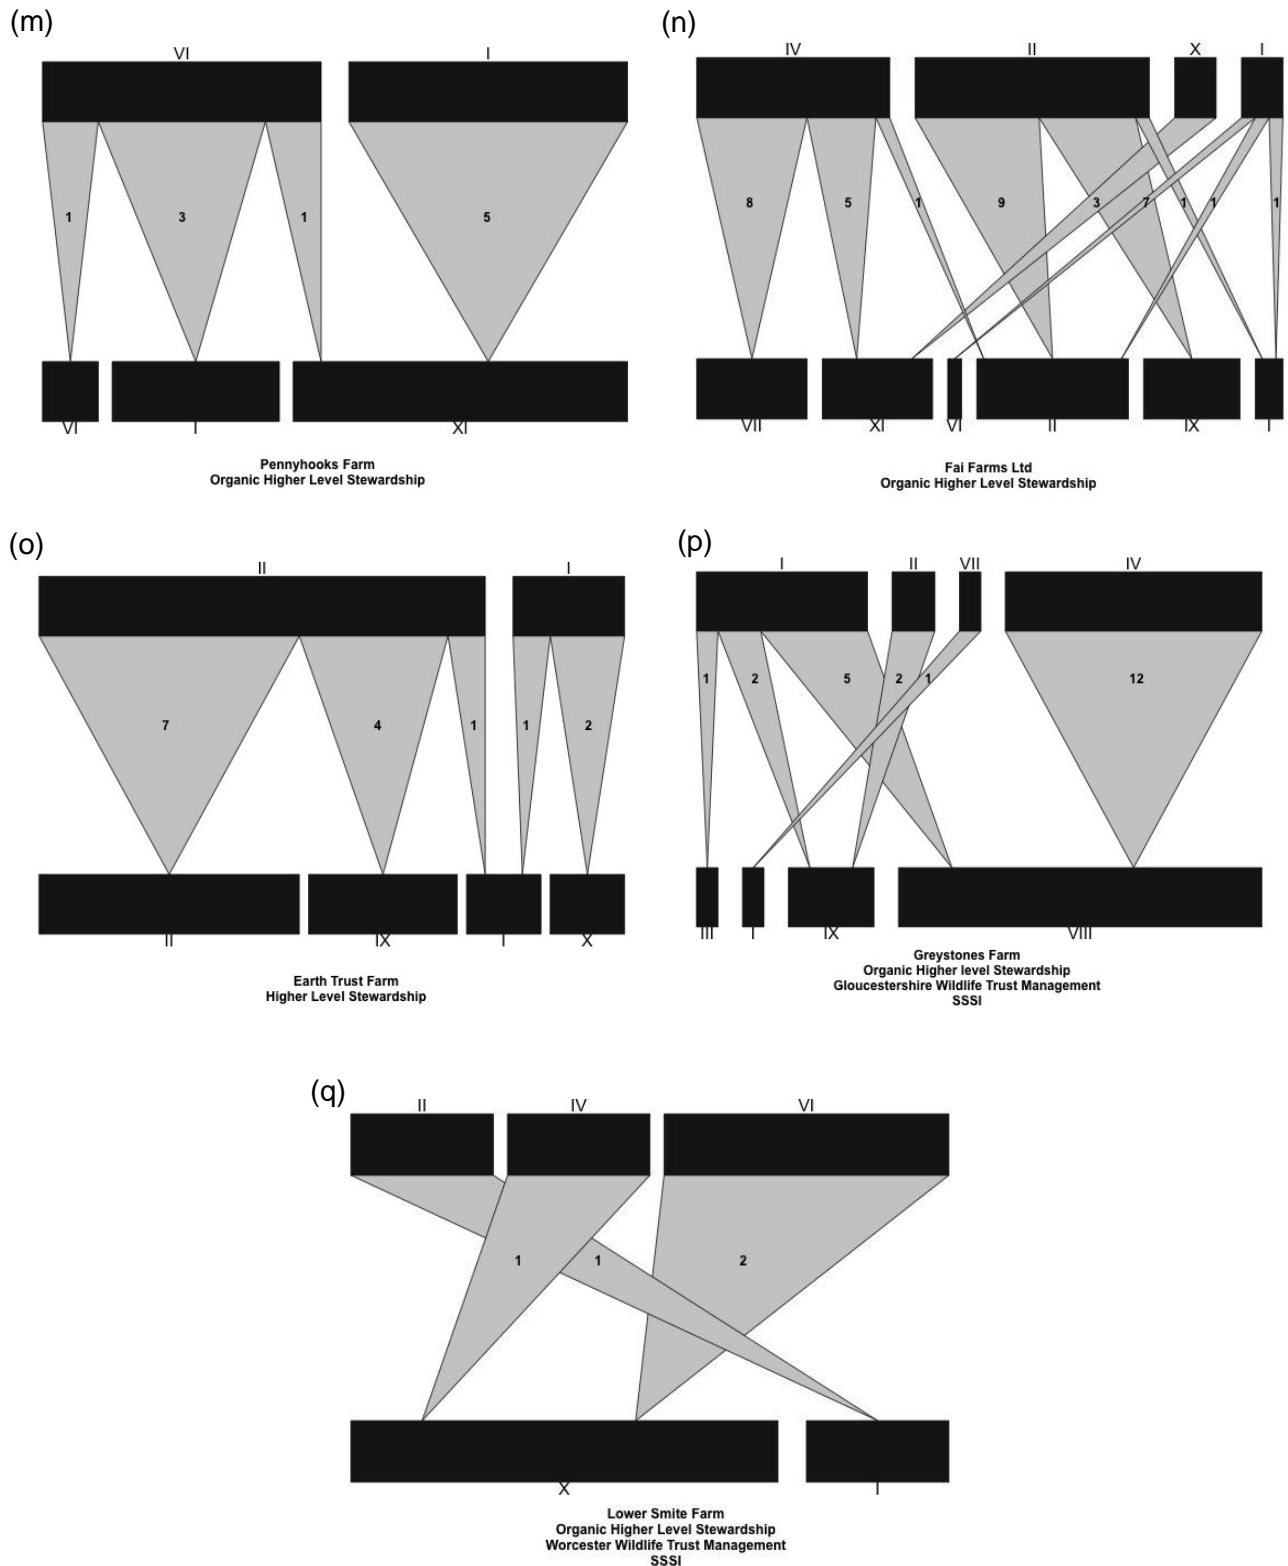 (m)
VI I
1 3 1 5
VI I XI
Pennyhooks Farm
Organic Higher Level Stewardship
(n)
IV II X I
8 5 1 9 3 7 1 1 1
VII XI VI II IX I
Fai Farms Ltd
Organic Higher Level Stewardship
(o)
II I
7 4 1 1 2
II IX I X
Earth Trust Farm
Higher Level Stewardship
(p)
I II VII IV
1 2 5 2 1 12
III I IX VIII
Greystones Farm
Organic Higher level Stewardship
Gloucestershire Wildlife Trust Management
SSSI
(q)
II IV VI
1 1 2
X I
Lower Smite Farm
Organic Higher Level Stewardship
Worcester Wildlife Trust Management
SSSI